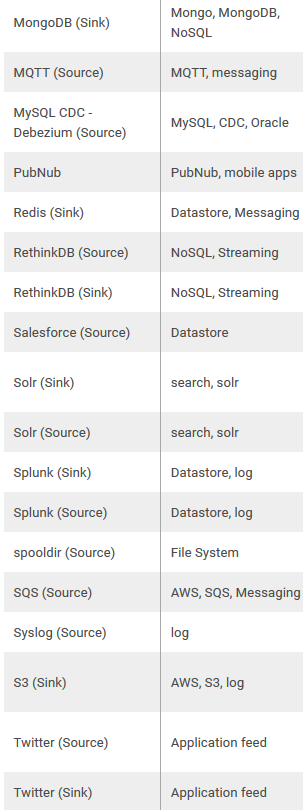 MongoDB (Sink)
Mongo, MongoDB,
NoSQL
MQTT (Source)
MQTT, messaging
MySQL CDC -
Debezium (Source)
MySQL, CDC, Oracle
PubNub
PubNub, mobile apps
Redis (Sink)
Datastore, Messaging
RethinkDB (Source)
NoSQL, Streaming
RethinkDB (Sink)
NoSQL, Streaming
Salesforce (Source)
Datastore
Solr (Sink)
search, solr
Solr (Source)
search, solr
Splunk (Sink)
Datastore, log
Splunk (Source)
Datastore, log
spooldir (Source)
File System
SQS (Source)
AWS, SQS, Messaging
Syslog (Source)
log
S3 (Sink)
AWS, S3, log
Twitter (Source)
Application feed
Twitter (Sink)
Application feed